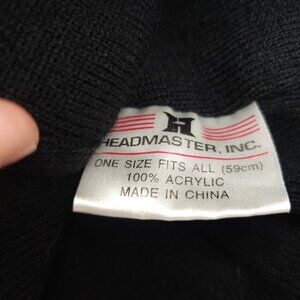 H
HEADMASTER, INC.
ONE SIZE FITS ALL (59cm)
100% ACRYLIC
MADE IN CHINA